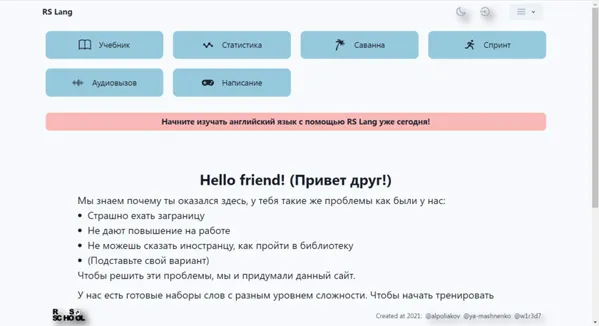 RS Lang
Учебник
Статистика
Саванна
Спринт
Аудиовызов
Написание
Начните изучать английский язык с помощью RS Lang уже сегодня!
Hello friend! (Привет друг!)
Мы знаем почему ты оказался здесь, у тебя такие же проблемы как были у нас:
• Страшно ехать заграницу
• Не дают повышение на работе
• Не можешь сказать иностранцу, как пройти в библиотеку
• (Подставьте свой вариант)
Чтобы решить эти проблемы, мы и придумали данный сайт.
У нас есть готовые наборы слов с разным уровнем сложности. Чтобы начать тренировать
RS SCHOOL
Created at 2021: @alpoliakov @ya-mashnenko @w1r3d7